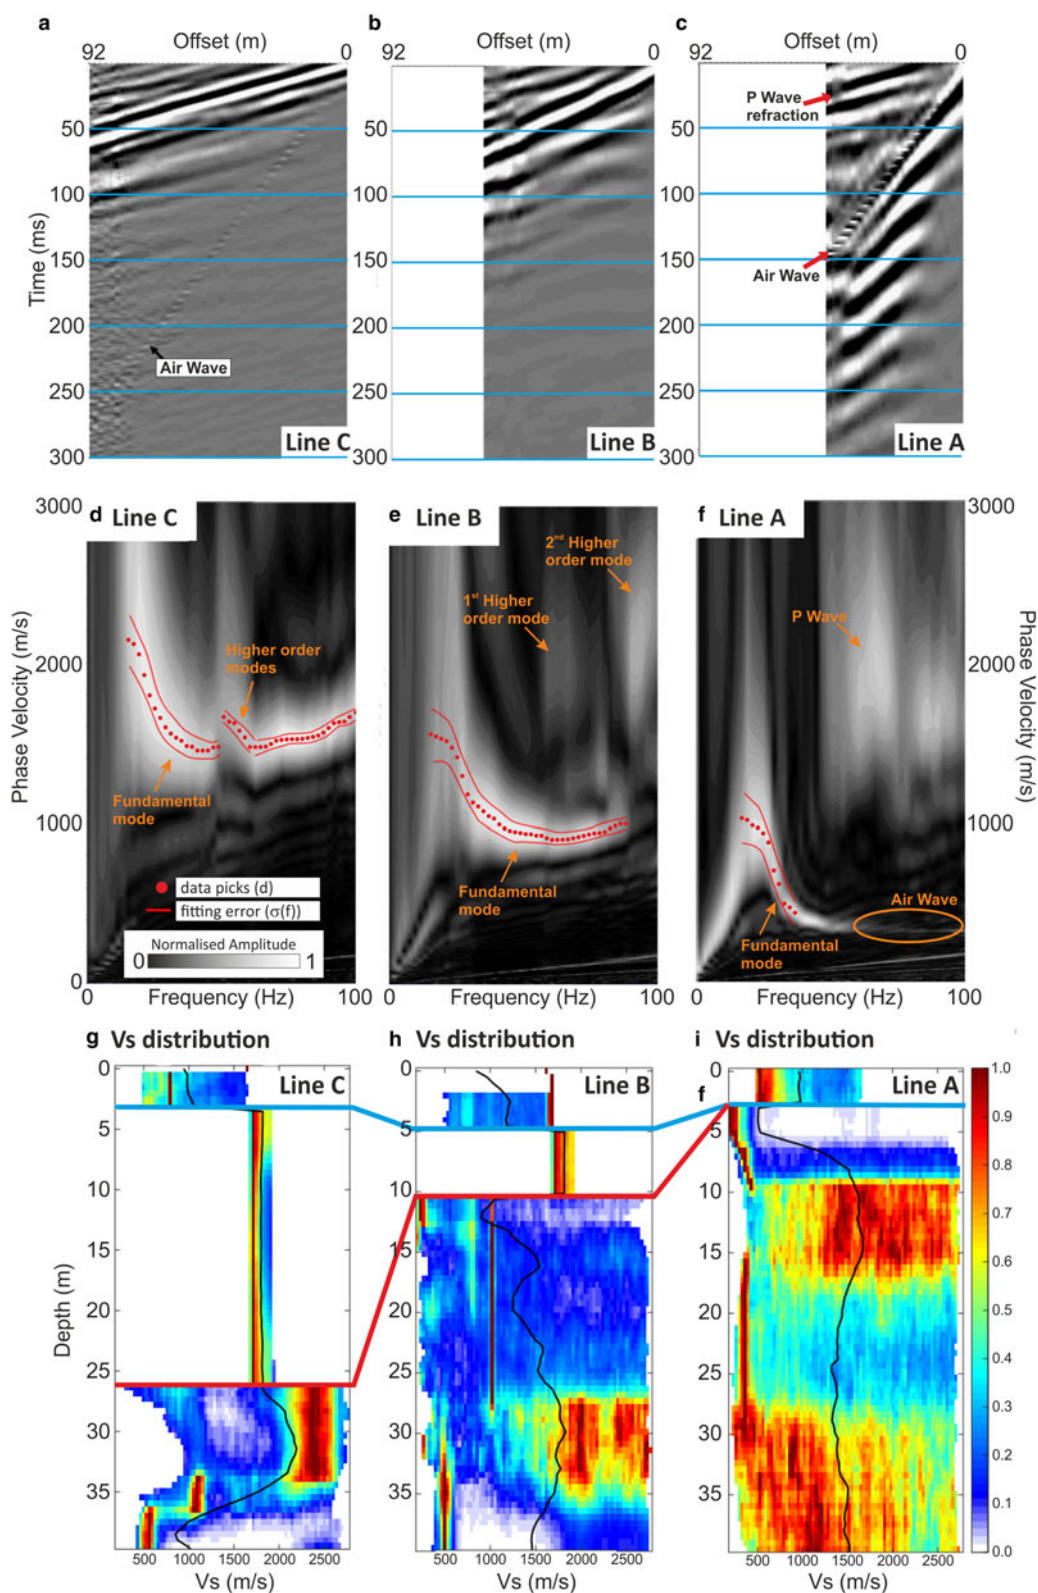 a b c
Offset (m) Offset (m) Offset (m)
92 0 92 0 92 0
P Wave
refraction
50 50 50
100 100 100
150 150 150
200 200 200
250 250 250
300 300 300
Time (ms)
Air Wave
Air Wave
Line C Line B Line A
d Line C e Line B f Line A
3000 3000
2000 2000
1000 1000
0
Phase Velocity (m/s)
Phase Velocity (m/s)
2nd Higher
order mode
1st Higher
order mode
P Wave
Higher order
modes
Fundamental
mode
Fundamental
mode
Air Wave
Fundamental
mode
data picks (d)
fitting error (σ(f))
Normalised Amplitude
0 1
0 Frequency (Hz) 100 0 Frequency (Hz) 100 0 Frequency (Hz) 100
g Vs distribution h Vs distribution i Vs distribution
Line C Line B Line A
f
0 0 0
5 5 5
10 10 10
15 15 15
20 20 20
25 25 25
30 30 30
35 35 35
Depth (m)
1.0
0.9
0.8
0.7
0.6
0.5
0.4
0.3
0.2
0.1
0.0
500 1000 1500 2000 2500 500 1000 1500 2000 2500 500 1000 1500 2000 2500
Vs (m/s) Vs (m/s) Vs (m/s)